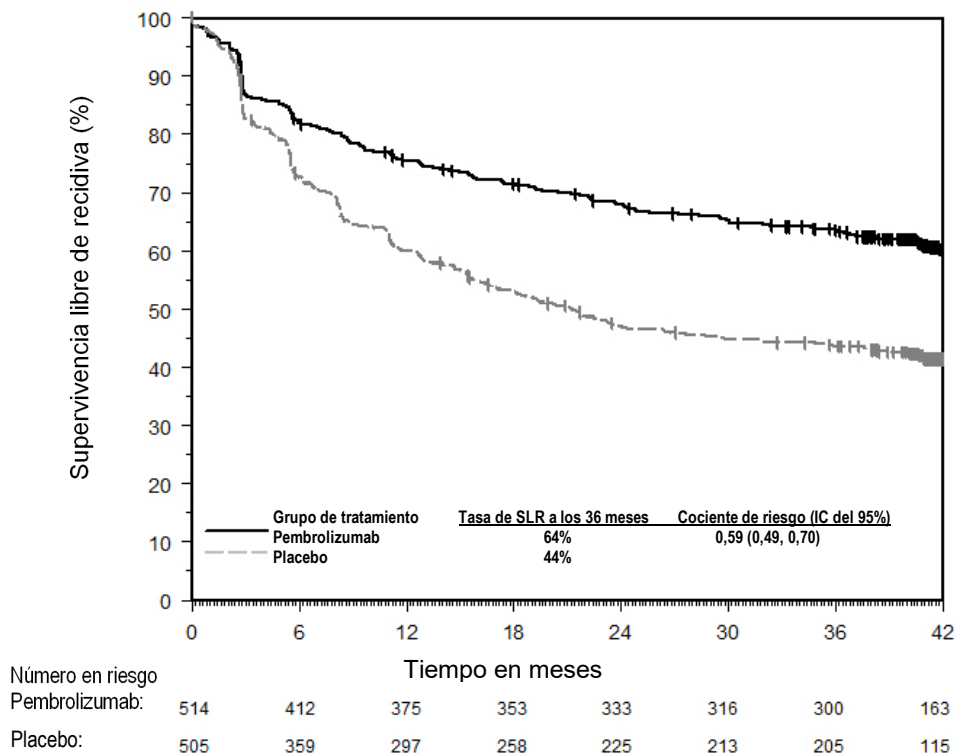 Supervivencia libre de recidiva (%)
100
90
80
70
60
50
40
30
20
10
0
Grupo de tratamiento Tasa de SLR a los 36 meses Cociente de riesgo (IC del 95%)
Pembrolizumab 64% 0,59 (0,49, 0,70)
Placebo 44%
0 6 12 18 24 30 36 42
Tiempo en meses
Número en riesgo
Pembrolizumab: 514 412 375 353 333 316 300 163
Placebo: 505 359 297 258 225 213 205 115